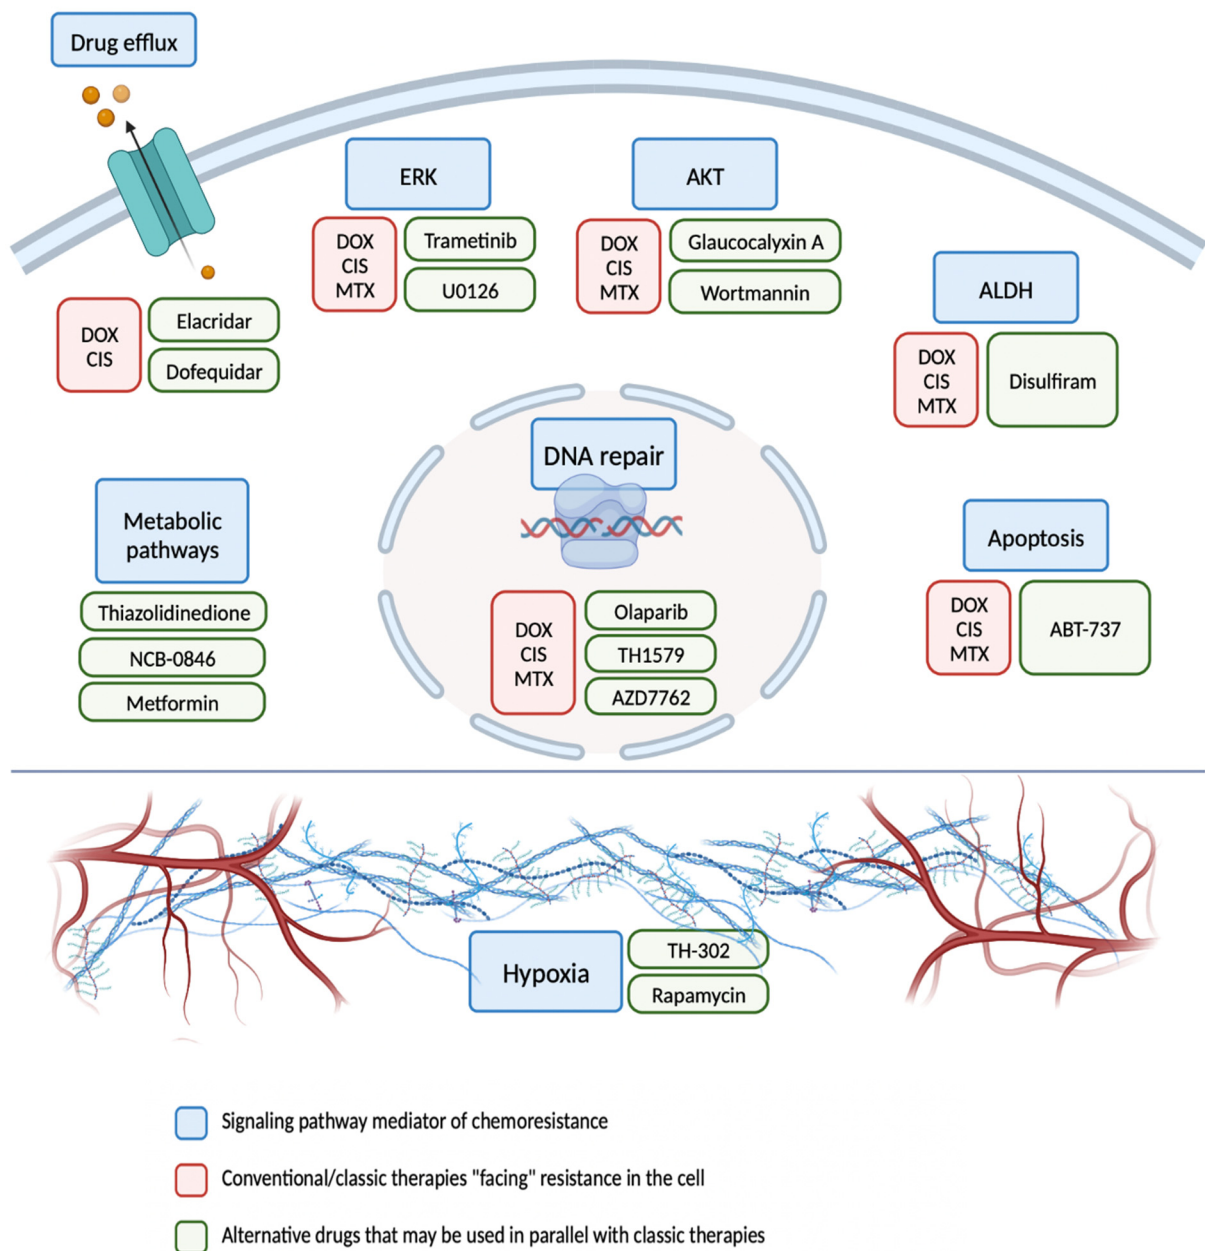 Drug efflux
ERK
DOX
CIS
MTX
Trametinib
U0126
AKT
DOX
CIS
MTX
Glaucocalyxin A
Wortmannin
ALDH
DOX
CIS
MTX
Disulfiram
DOX
CIS
Elacridar
Dofequidar
DNA repair
DOX
CIS
MTX
Olaparib
TH1579
AZD7762
Metabolic
pathways
Thiazolidinedione
NCB-0846
Metformin
Apoptosis
DOX
CIS
MTX
ABT-737
Hypoxia
TH-302
Rapamycin
Signaling pathway mediator of chemoresistance
Conventional/classic therapies "facing" resistance in the cell
Alternative drugs that may be used in parallel with classic therapies